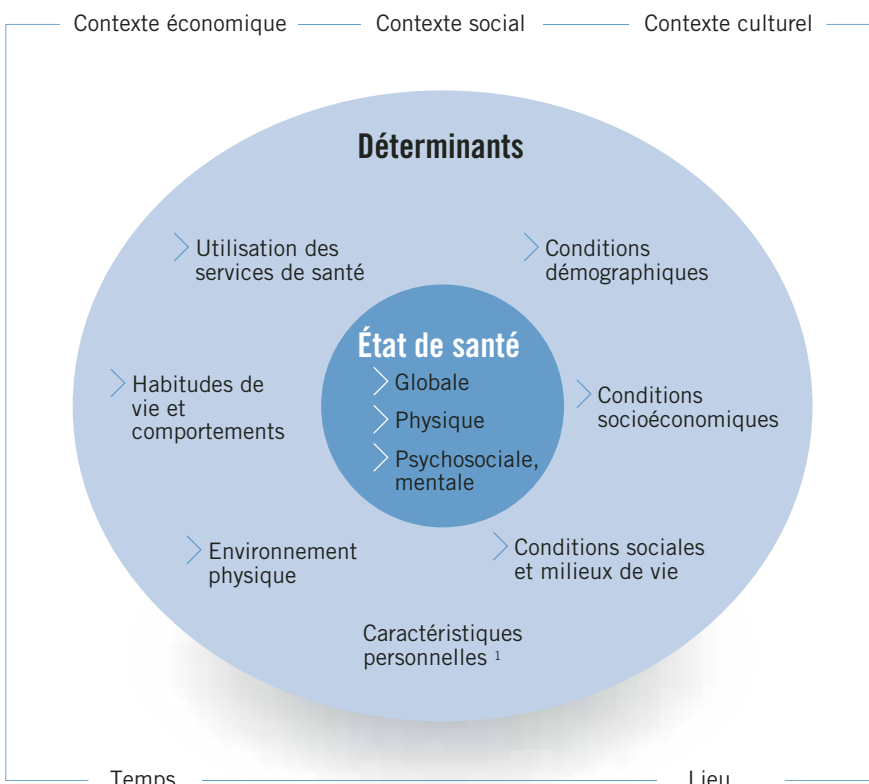 Contexte économique Contexte social Contexte culturel
Déterminants
Utilisation des
services de santé
Conditions
démographiques
État de santé
Globale
Physique
Psychosociale,
mentale
Habitudes de
vie et
comportements
Conditions
socioéconomiques
Environnement
physique
Conditions sociales
et milieux de vie
Caractéristiques
personnelles 1
Temps Lieu